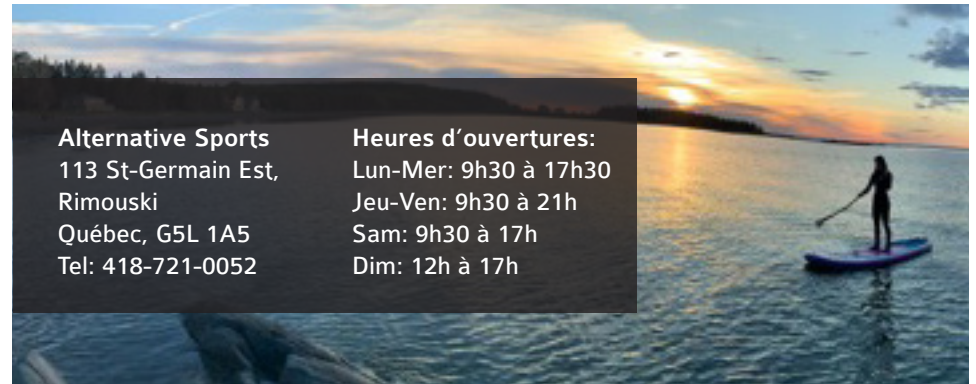 Alternative Sports
113 St-Germain Est,
Rimouski
Québec, G5L 1A5
Tel: 418-721-0052
Heures d'ouvertures:
Lun-Mer: 9h30 à 17h30
Jeu-Ven: 9h30 à 21h
Sam: 9h30 à 17h
Dim: 12h à 17h